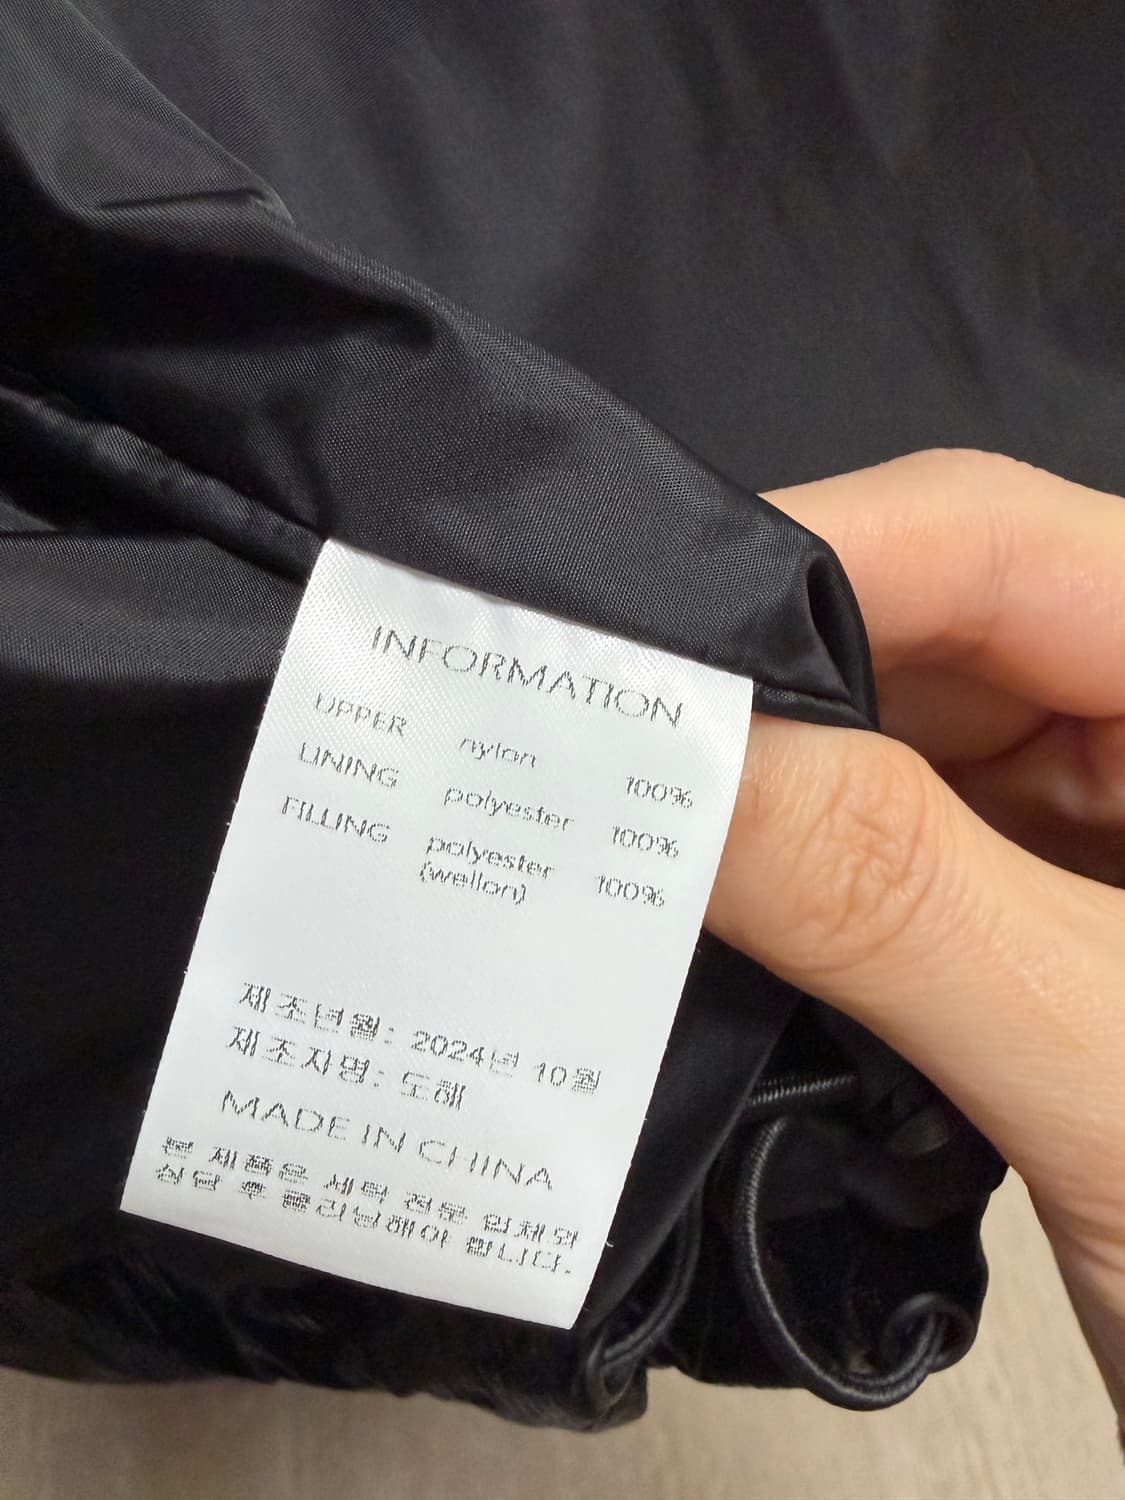 INFORMATION
UPPER nylon 100%
LINING polyester 100%
FILLING polyester (wellon) 100%
제조년월: 2024년 10월
제조자명: 도해
MADE IN CHINA
본 제품은 세탁 전문 업체와
상담 후 클리닝해야 합니다.